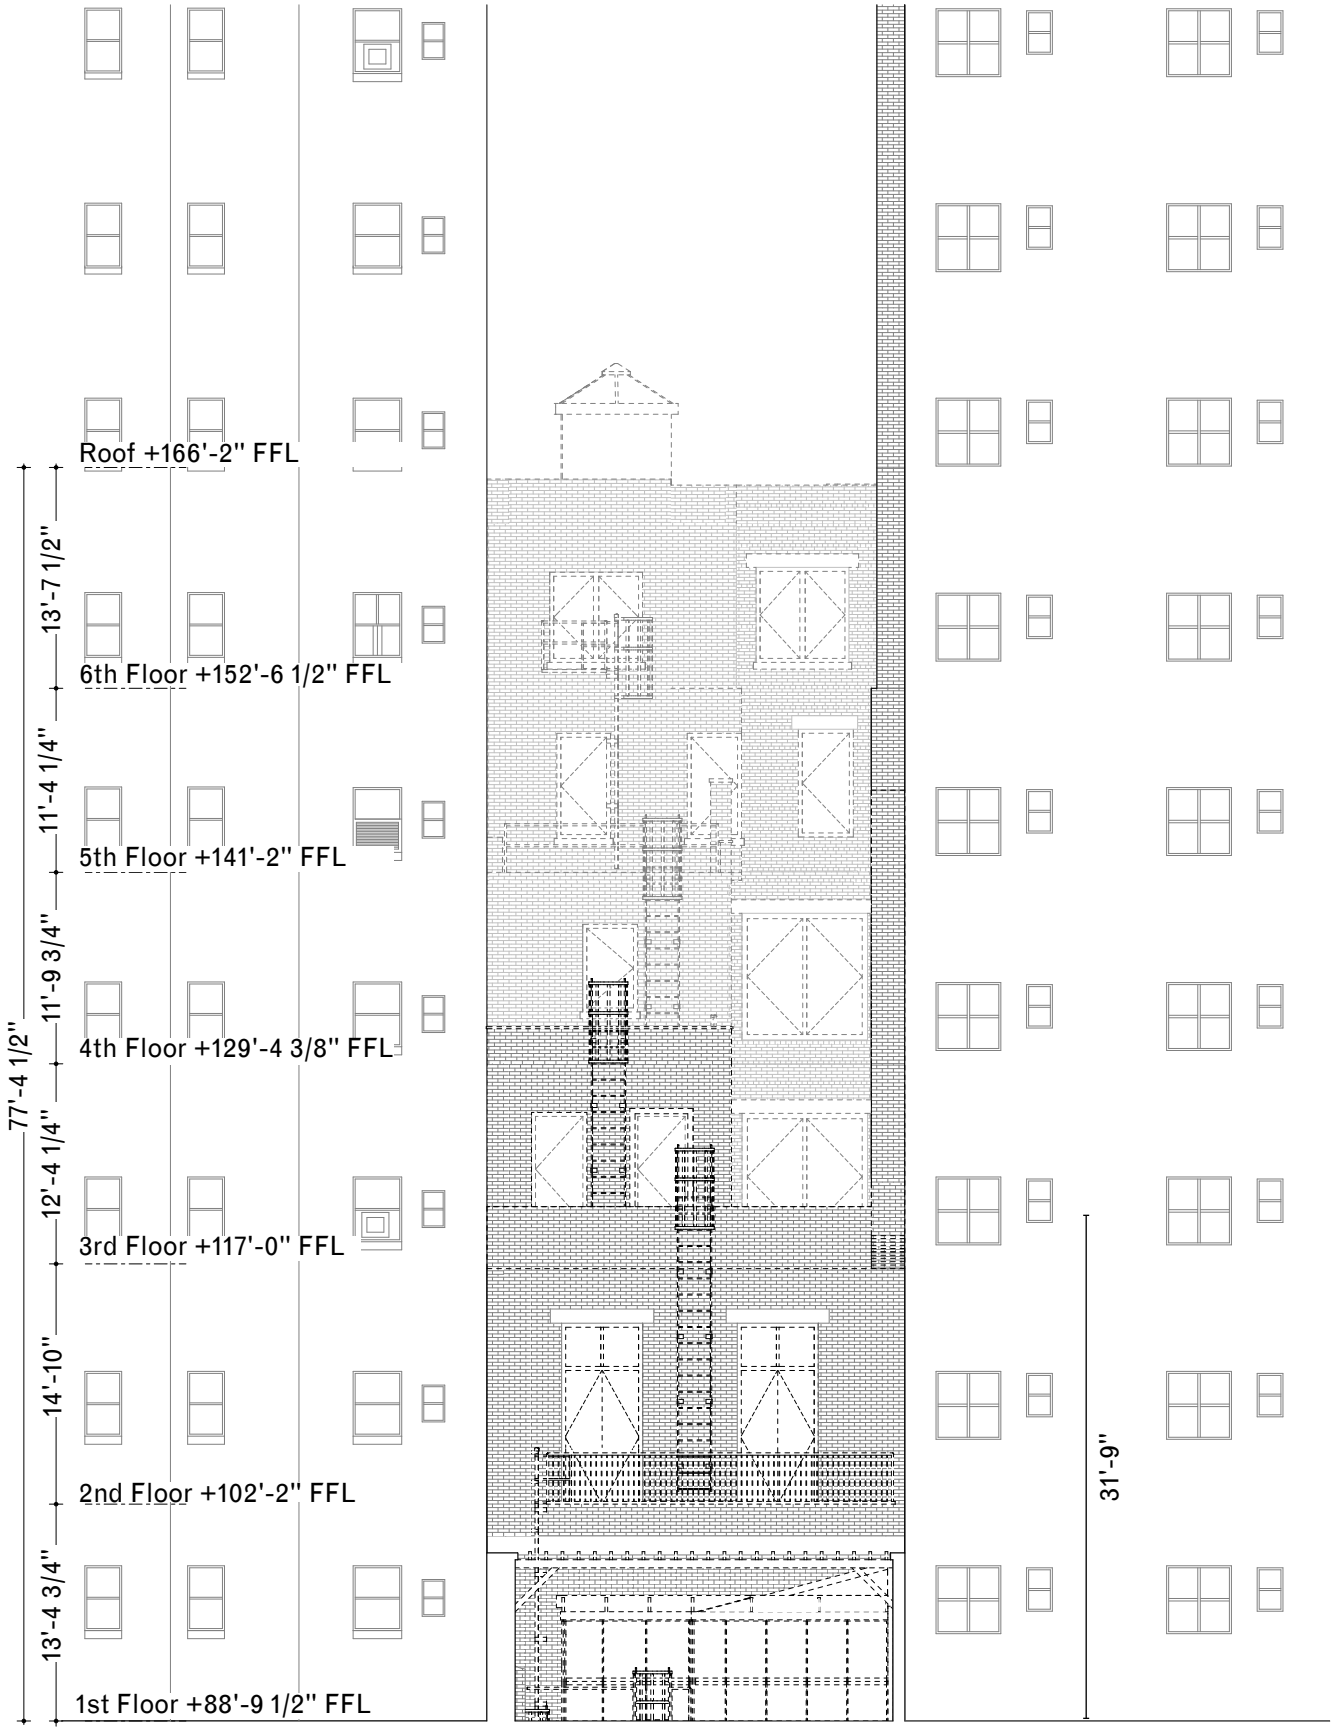 Roof +166'-2" FFL
13'-7 1/2"
6th Floor +152'-6 1/2" FFL
11'-4 1/4"
5th Floor +141'-2" FFL
11'-9 3/4"
4th Floor +129'-4 3/8" FFL
77'-4 1/2"
12'-4 1/4"
3rd Floor +117'-0" FFL
14'-10"
31'-9"
2nd Floor +102'-2" FFL
13'-4 3/4"
1st Floor +88'-9 1/2" FFL